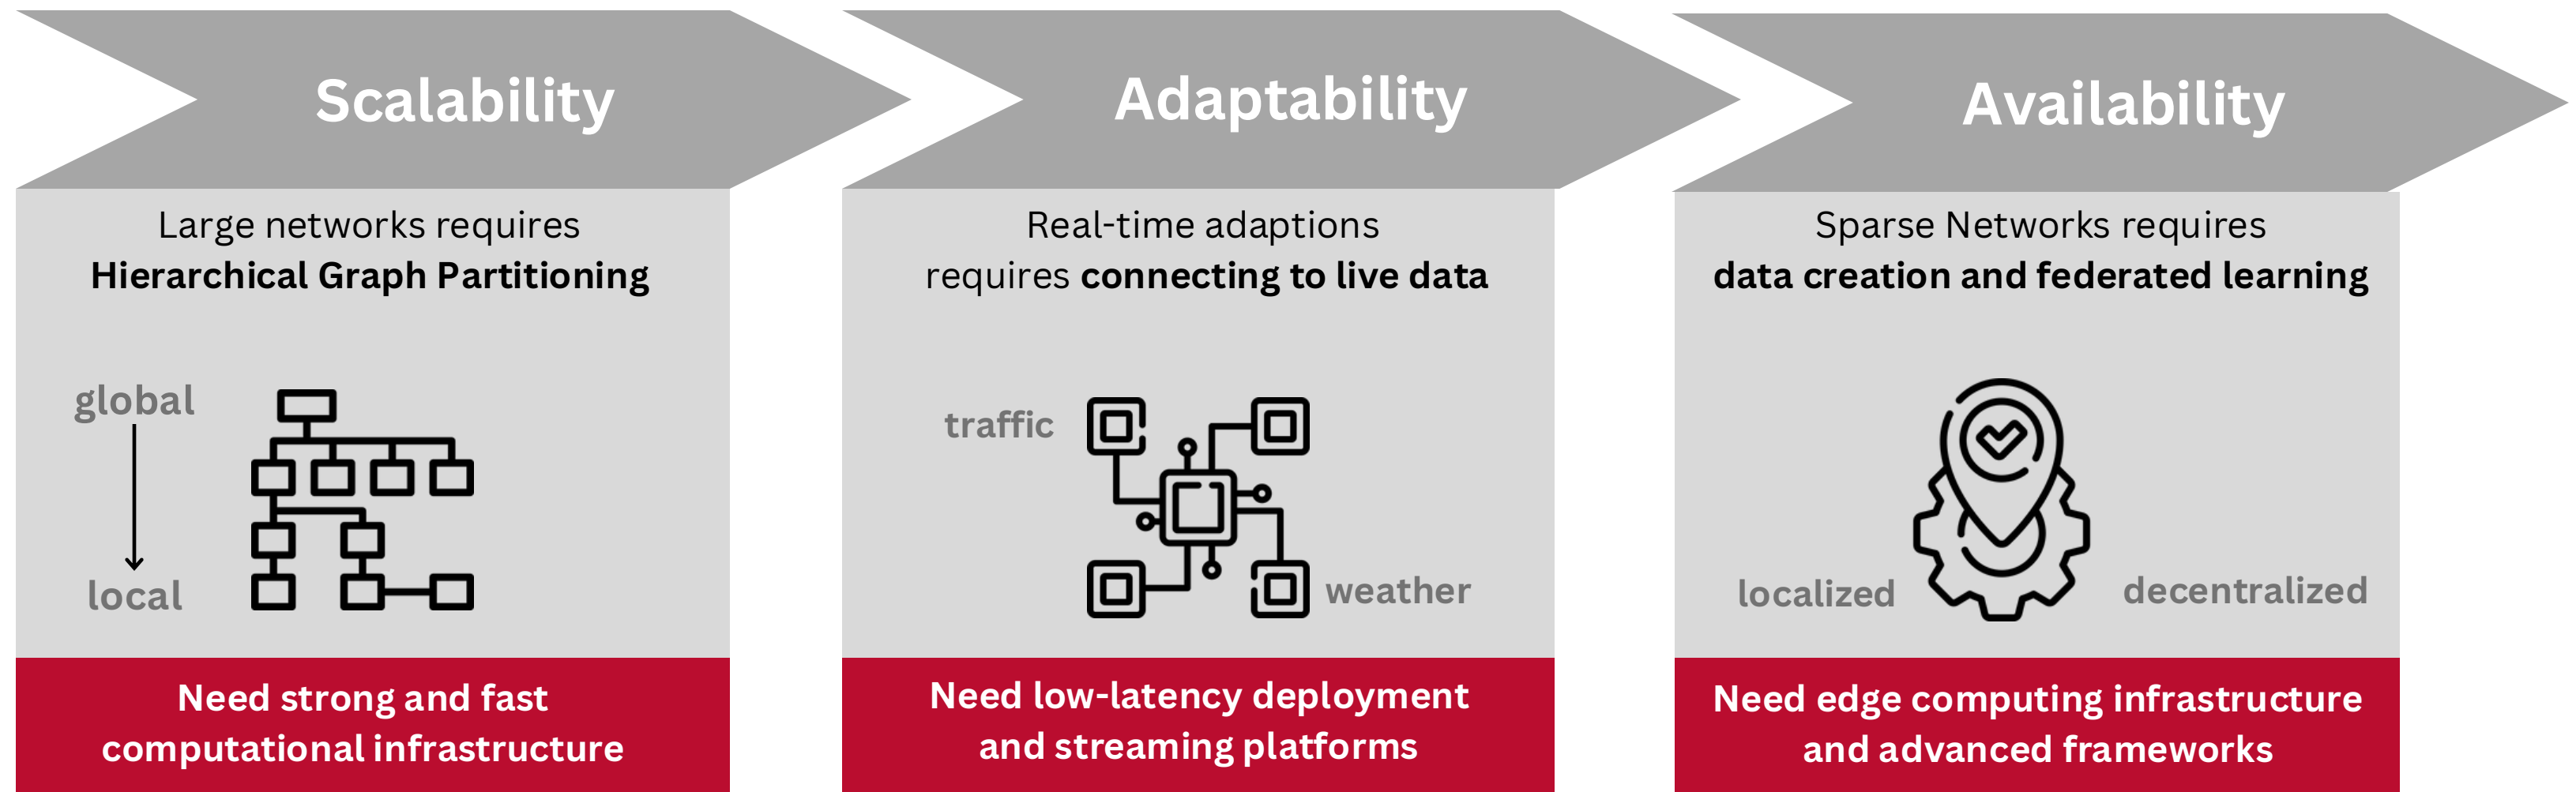 Scalability
Large networks requires
Hierarchical Graph Partitioning
global
local
Need strong and fast
computational infrastructure
Adaptability
Real-time adaptions
requires connecting to live data
traffic
weather
Need low-latency deployment
and streaming platforms
Availability
Sparse Networks requires
data creation and federated learning
localized
decentralized
Need edge computing infrastructure
and advanced frameworks